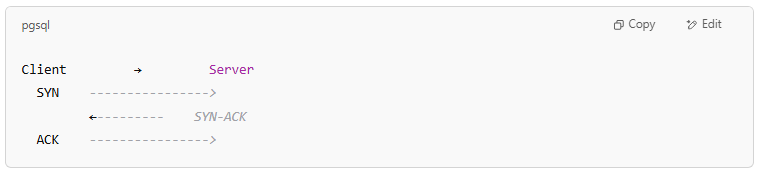 pgsql Copy Edit
Client → Server
SYN ---------------->
←--------- SYN-ACK
ACK ---------------->